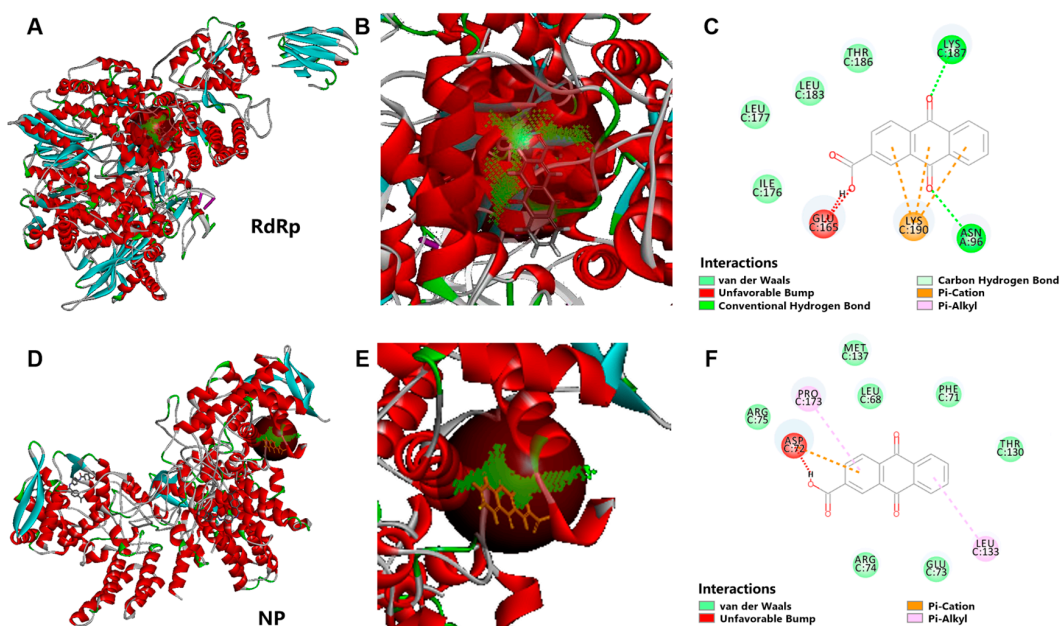 A
B
C
RdRp
LYS
C:187
THR
C:186
LEU
C:183
LEU
C:177
ILE
C:176
GLU
C:165
LYS
C:190
ASN
A:96
O
O
O
O
H
Interactions
van der Waals
Unfavorable Bump
Conventional Hydrogen Bond
Carbon Hydrogen Bond
Pi-Cation
Pi-Alkyl
D
E
F
NP
MET
C:137
PRO
C:173
LEU
C:68
PHE
C:71
ARG
C:75
ASP
C:72
THR
C:130
LEU
C:133
ARG
C:74
GLU
C:73
O
O
O
O
H
Interactions
van der Waals
Unfavorable Bump
Pi-Cation
Pi-Alkyl